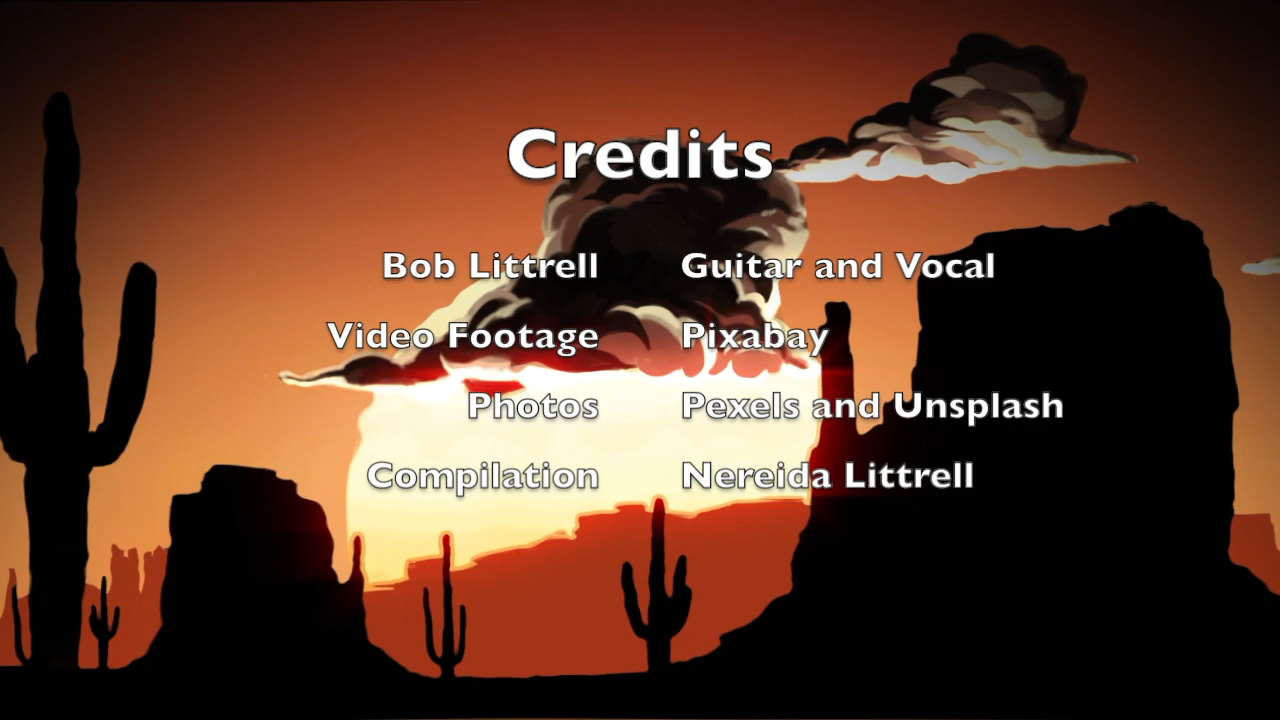 Credits
Bob Littrell Guitar and Vocal
Video Footage Pixabay
Photos Pexels and Unsplash
Compilation Nereida Littrell